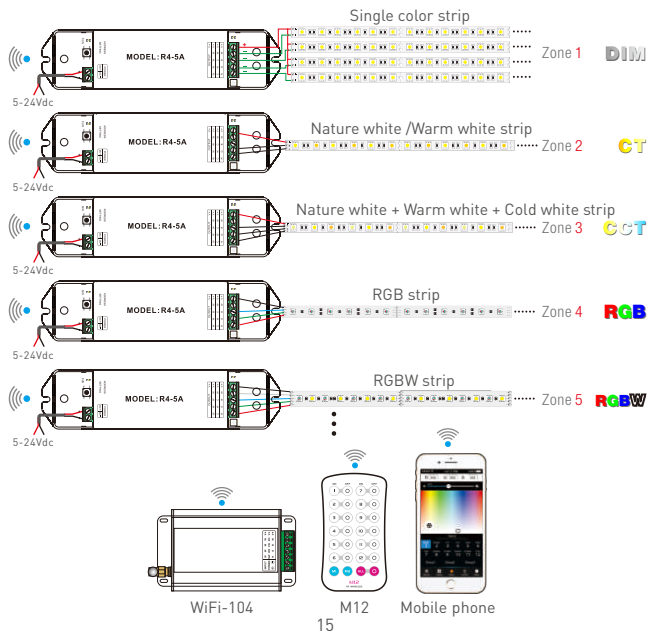 Single color strip
MODEL:R4-5A
Zone 1
DIM
5-24Vdc
Nature white /Warm white strip
MODEL:R4-5A
Zone 2
CT
5-24Vdc
Nature white + Warm white + Cold white strip
MODEL:R4-5A
Zone 3
CCT
5-24Vdc
RGB strip
MODEL:R4-5A
Zone 4
RGB
5-24Vdc
RGBW strip
MODEL:R4-5A
Zone 5
RGBW
5-24Vdc
WiFi-104
M12
Mobile phone
15